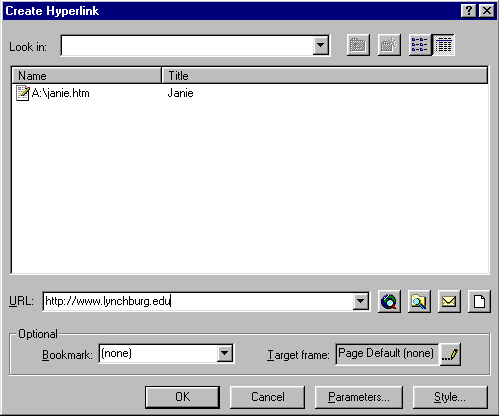 Create Hyperlink
Look in:
Name Title
A:\janie.htm Janie
URL: http://www.lynchburg.edu
Optional
Bookmark: (none) Target frame: Page Default (none)
OK Cancel Parameters... Style...